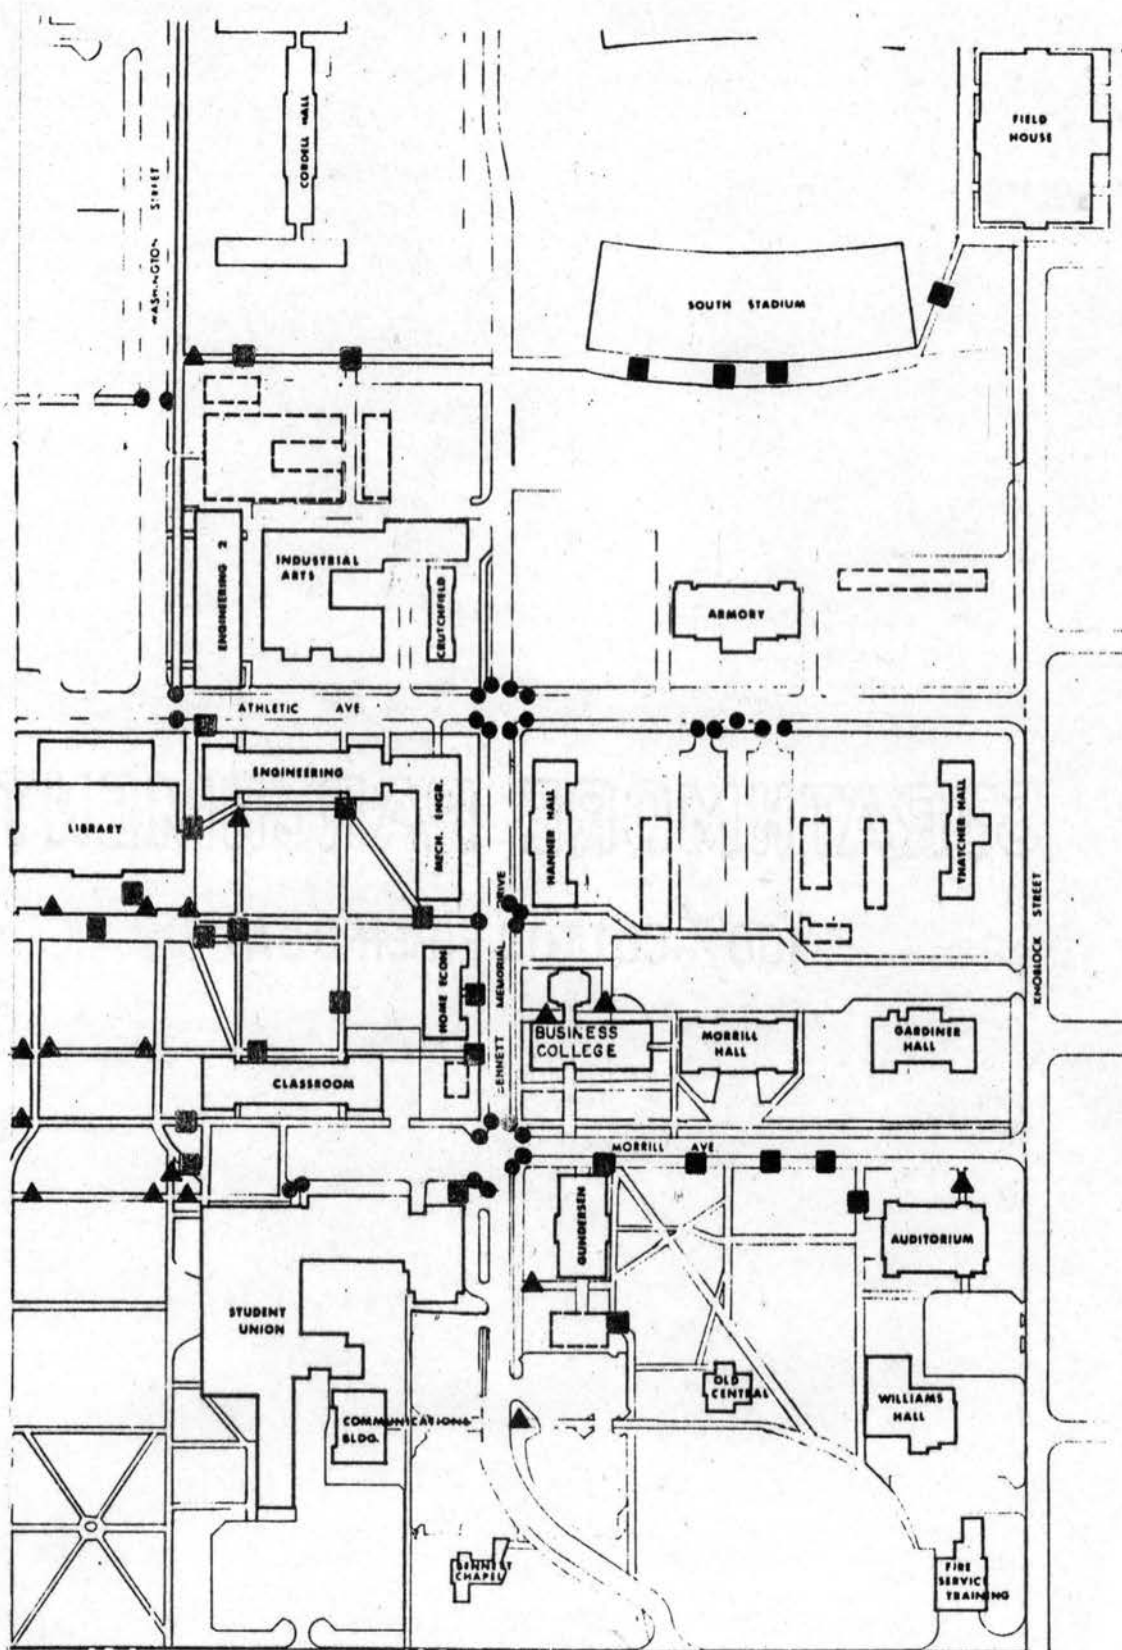 CORDELL HALL
FIELD
HOUSE
WASHINGTON STREET
SOUTH STADIUM
ENGINEERING 2
INDUSTRIAL
ARTS
CRUTCHFIELD
ARMORY
ATHLETIC AVE
ENGINEERING
MECH. ENGR.
HANNER HALL
THATCHER HALL
LIBRARY
KNOBLOCK STREET
BENNETT MEMORIAL DRIVE
HOME ECON
BUSINESS
COLLEGE
MORRILL
HALL
GARDINER
HALL
CLASSROOM
MORRILL AVE
GUNDERSEN
AUDITORIUM
STUDENT
UNION
OLD
CENTRAL
WILLIAMS
HALL
COMMUNICATIONS
BLDG.
BENNETT
CHAPEL
FIRE
SERVICE
TRAINING